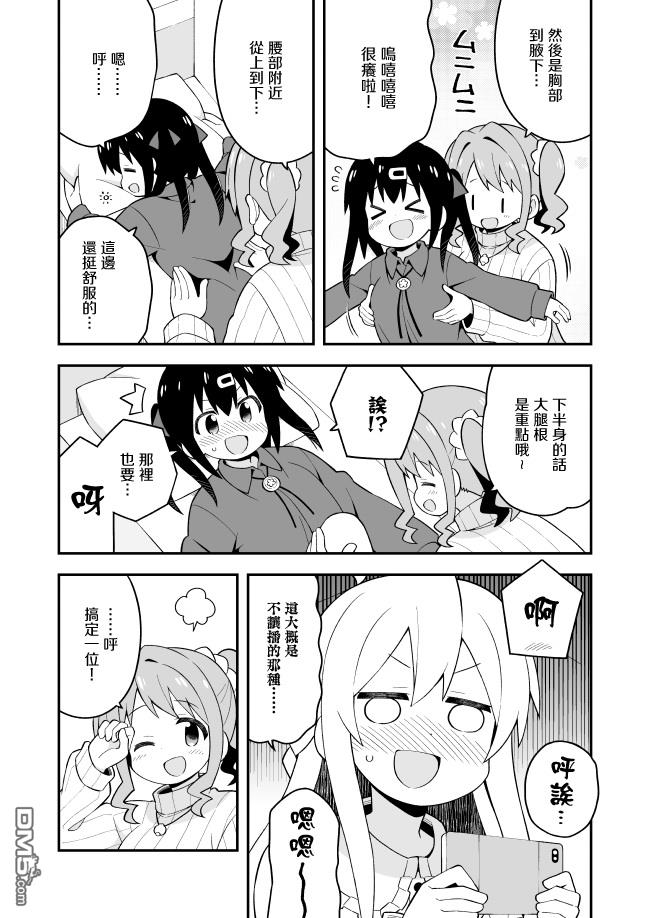 然後是胸部
到腋下…
ムニムニ
嗚嘻嘻嘻
很癢啦！
腰部附近
從上到下…
嗯……
呼……
這邊
還挺舒服的…
下半身的話
大腿根
是重點哦~
誒!?
那裡
也要…
呀
啊
這大概是
不讓播的那種……
呼誒…
嗯嗯~
……呼
搞定一位！
DM5
.com